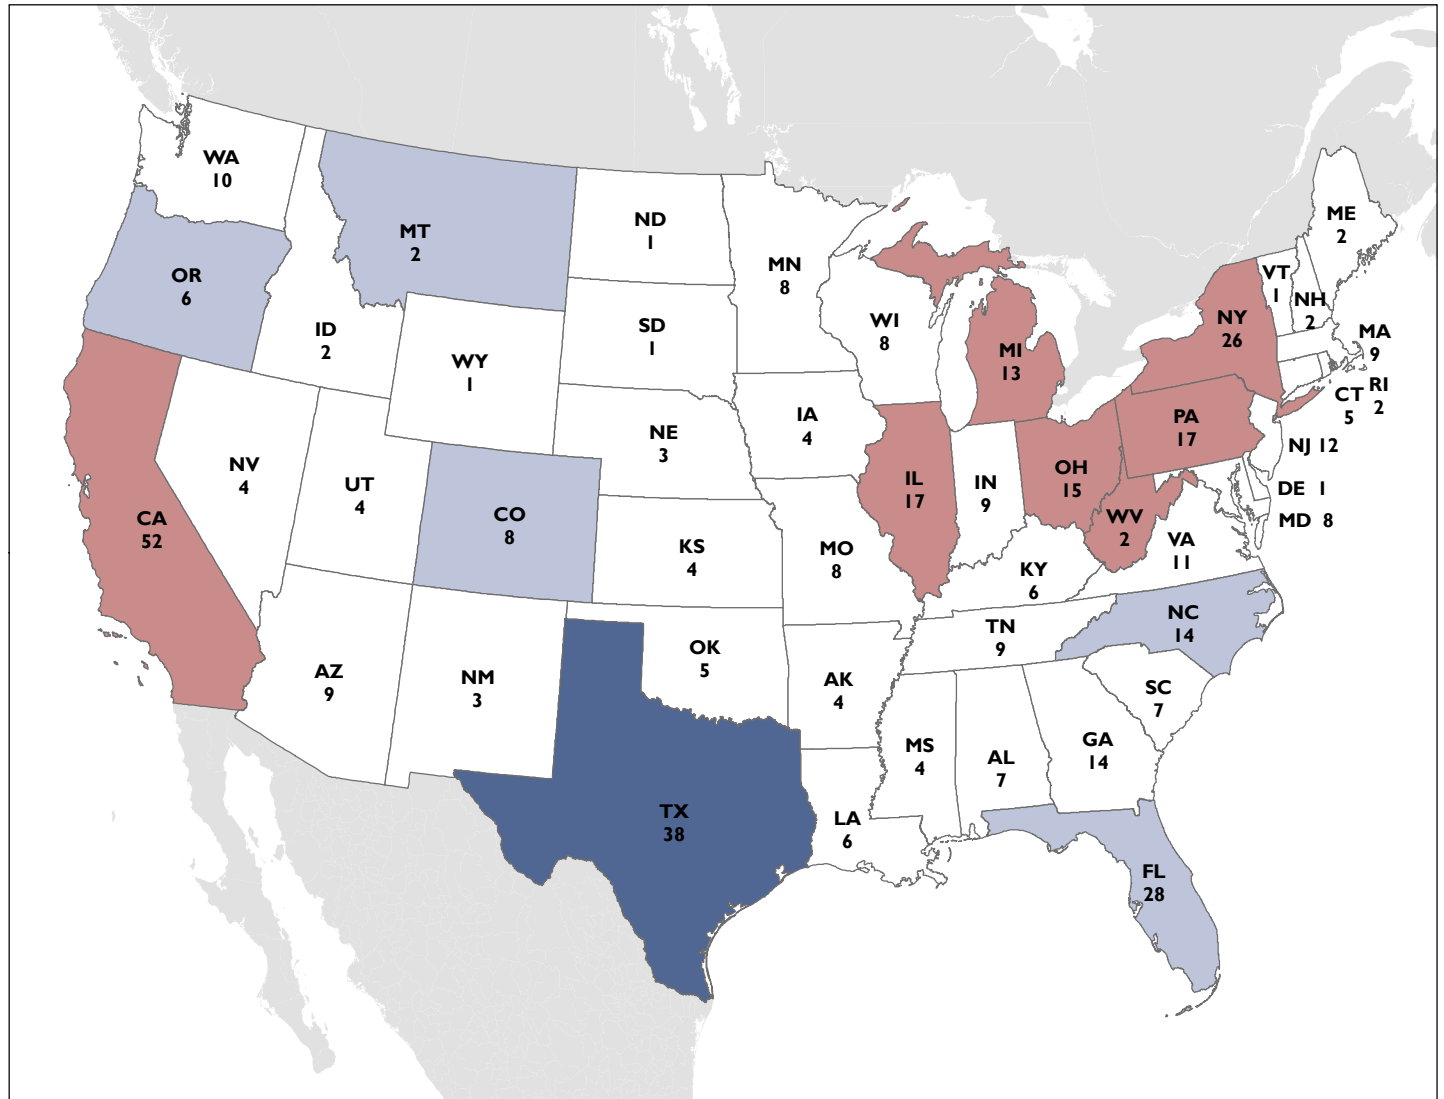 WA
10
MT
2
ND
1
ME
2
OR
6
MN
8
VT
1
NH
2
ID
2
SD
1
WI
8
NY
26
MA
9
WY
1
MI
13
CT
5
RI
2
IA
4
PA
17
NE
3
NJ 12
NV
4
UT
4
IL
17
IN
9
OH
15
DE 1
CA
52
CO
8
WV
2
MD 8
KS
4
MO
8
VA
11
KY
6
NC
14
TN
9
AZ
9
NM
3
OK
5
AK
4
SC
7
MS
4
AL
7
GA
14
TX
38
LA
6
FL
28